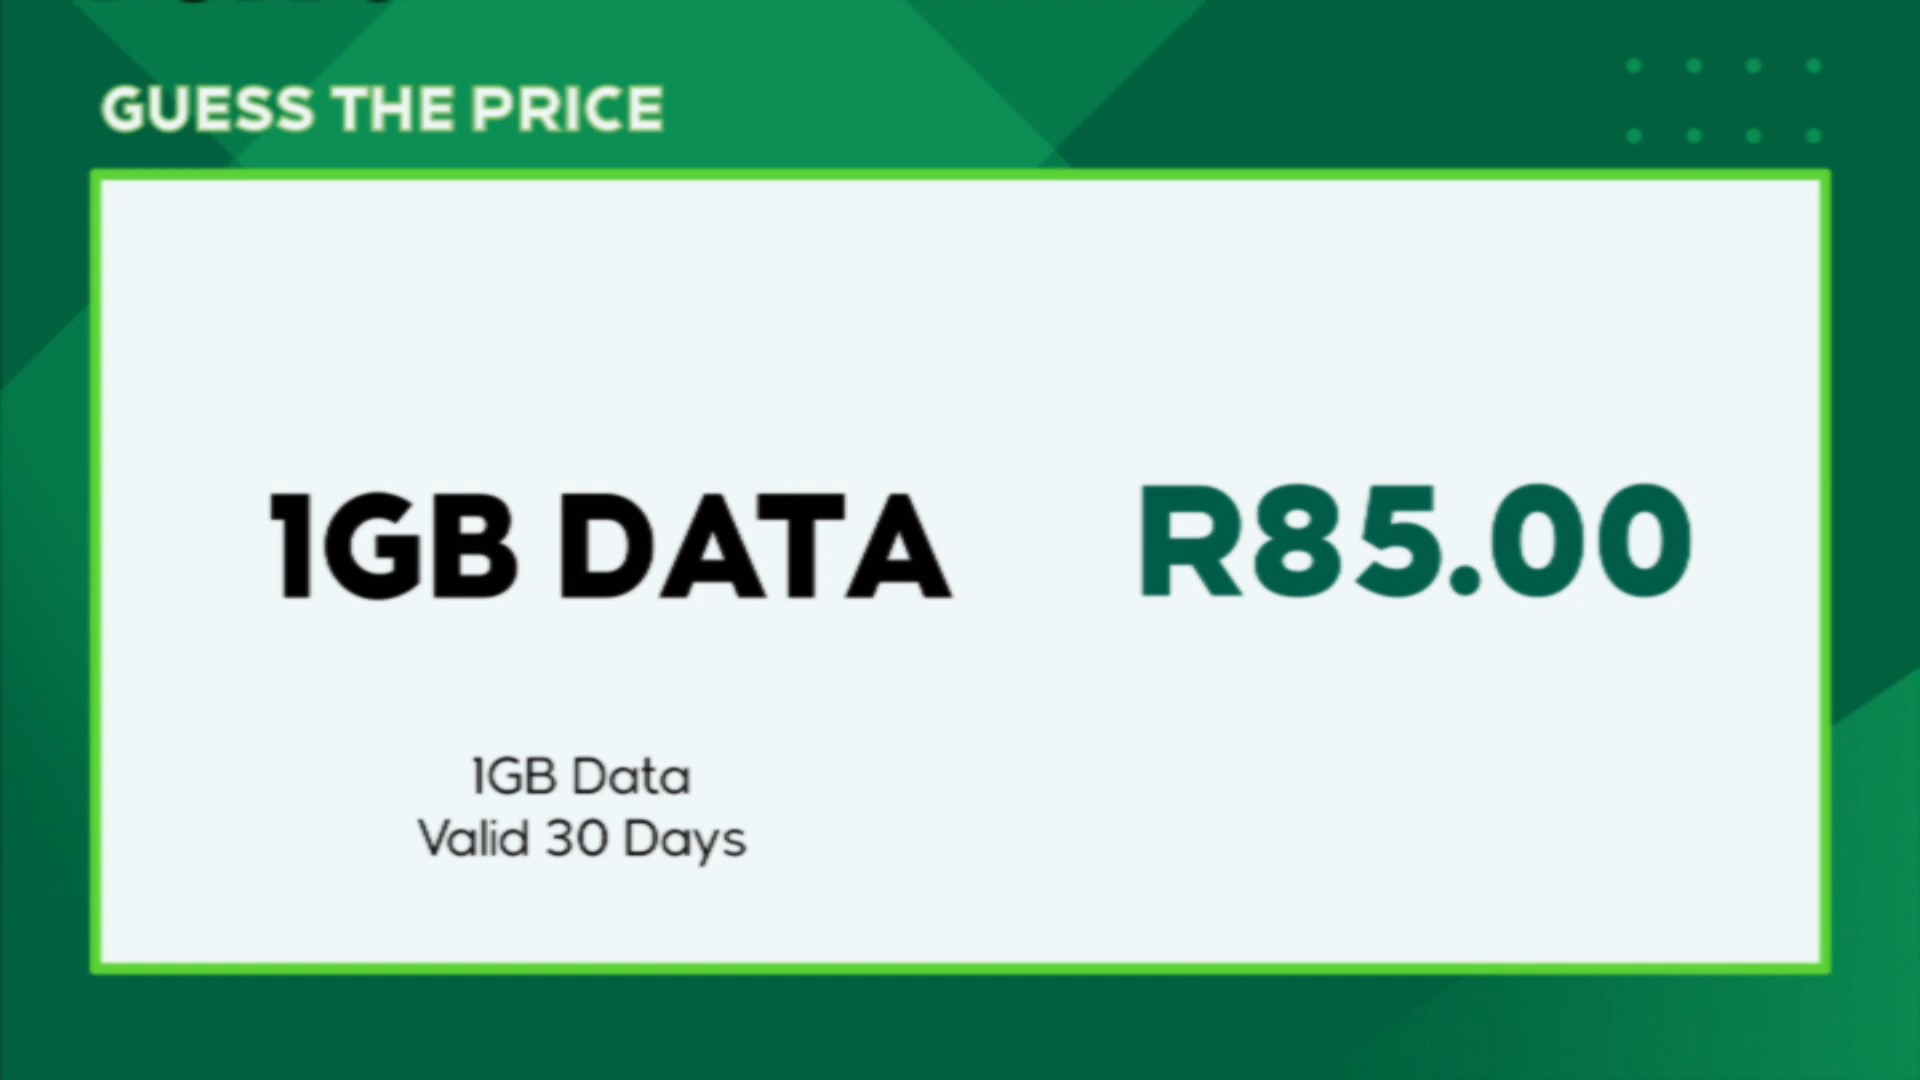 GUESS THE PRICE
1GB DATA R85.00
1GB Data
Valid 30 Days